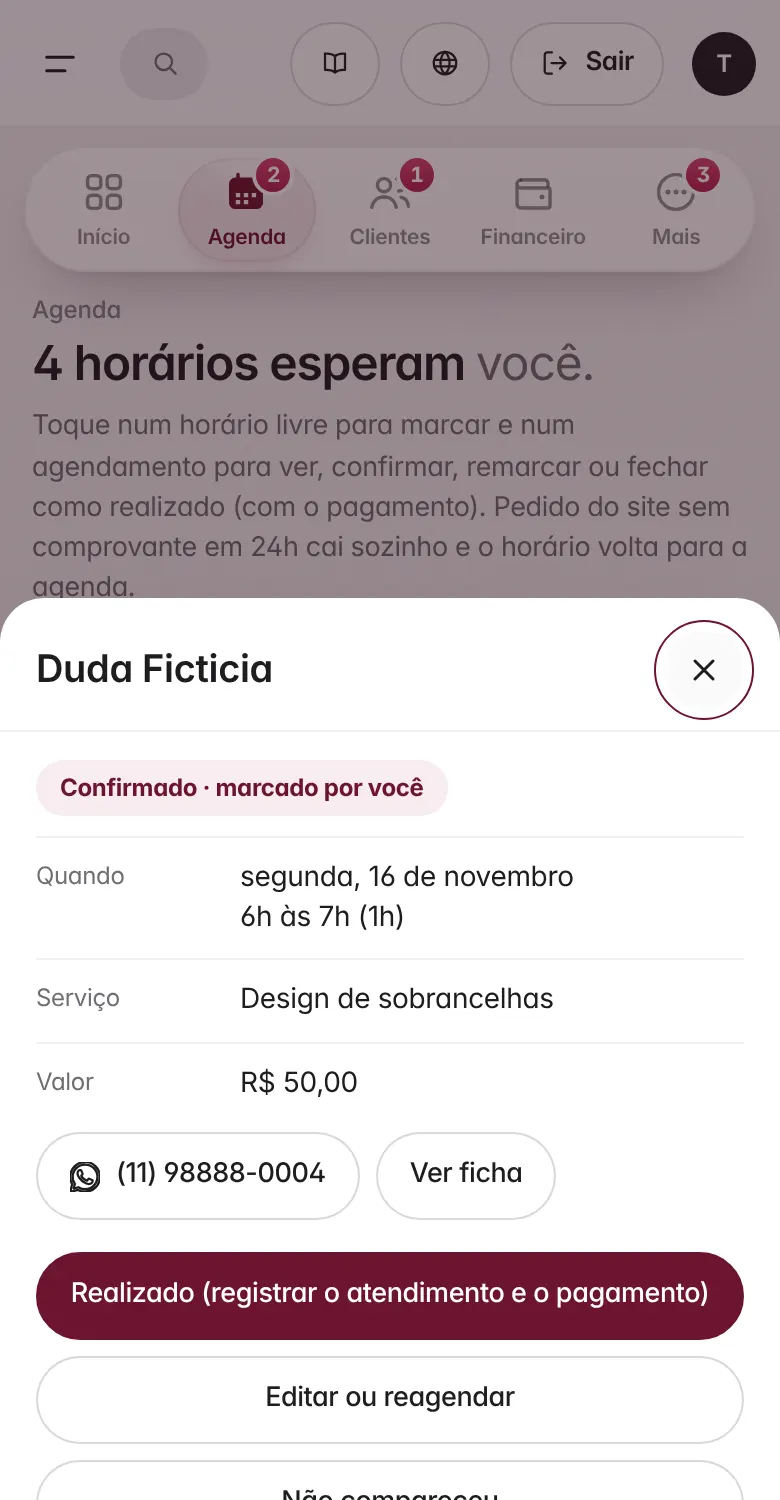 Sair
T
2
1
3
Início
Agenda
Clientes
Financeiro
Mais
Agenda
4 horários esperam você.
Toque num horário livre para marcar e num
agendamento para ver, confirmar, remarcar ou fechar
como realizado (com o pagamento). Pedido do site sem
comprovante em 24h cai sozinho e o horário volta para a
agenda.
Duda Ficticia
Confirmado · marcado por você
Quando
segunda, 16 de novembro
6h às 7h (1h)
Serviço
Design de sobrancelhas
Valor
R$ 50,00
(11) 98888-0004
Ver ficha
Realizado (registrar o atendimento e o pagamento)
Editar ou reagendar
Não compareceu